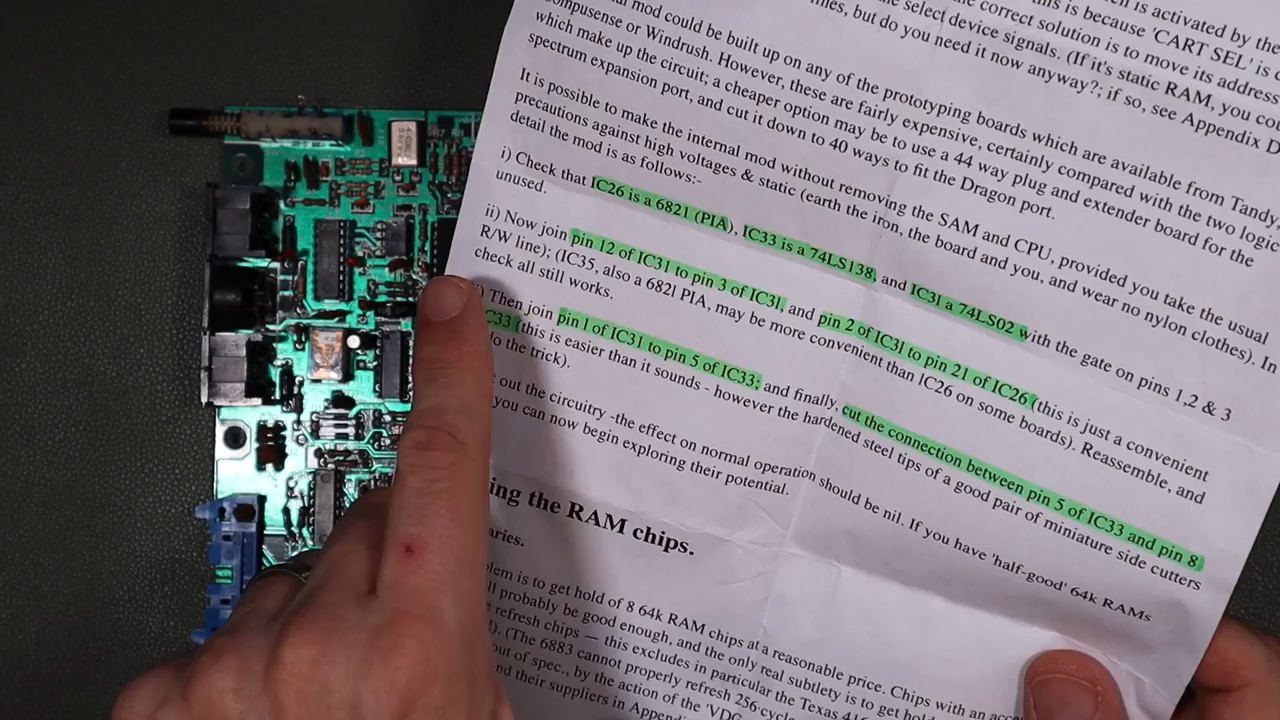 is activated by the
is because 'CART SEL' is
correct solution is to move its address
the select device signals. (If it's static RAM, you
but do you need it now anyway?; if so, see Appendix D
mod could be built up on any of the prototyping boards which are available from Tandy,
or Windrush. However, these are fairly expensive, certainly compared with the two logic
which make up the circuit; a cheaper option may be to use a 44 way plug and extender board for the
spectrum expansion port, and cut it down to 40 ways to fit the Dragon port.
It is possible to make the internal mod without removing the SAM and CPU, provided you take the usual
precautions against high voltages & static (earth the iron, the board and you, and wear no nylon clothes). In
detail the mod is as follows:-
i) Check that IC26 is a 6821 (PIA), IC33 is a 74LS138, and IC3l a 74LS02 with the gate on pins 1,2 & 3
unused.
ii) Now join pin 12 of IC31 to pin 3 of IC3l, and pin 2 of IC3l to pin 21 of IC26 (this is just a convenient
R/W line); (IC35, also a 682l PIA, may be more convenient than IC26 on some boards). Reassemble, and
check all still works.
) Then join pin l of IC31 to pin 5 of IC33; and finally, cut the connection between pin 5 of IC33 and pin 8
C33 (this is easier than it sounds - however the hardened steel tips of a good pair of miniature side cutters
do the trick).
out the circuitry -the effect on normal operation should be nil. If you have 'half-good' 64k RAMs
you can now begin exploring their potential.
ing the RAM chips.
aries.
is to get hold of 8 64k RAM chips at a reasonable price. Chips with an
probably be good enough, and the only real subtlety is to get
refresh chips — this excludes in particular the Texas
(The 6883 cannot properly refresh 256-cycle
out of spec., by the action of the 'VDG
and their suppliers in
R7 R8